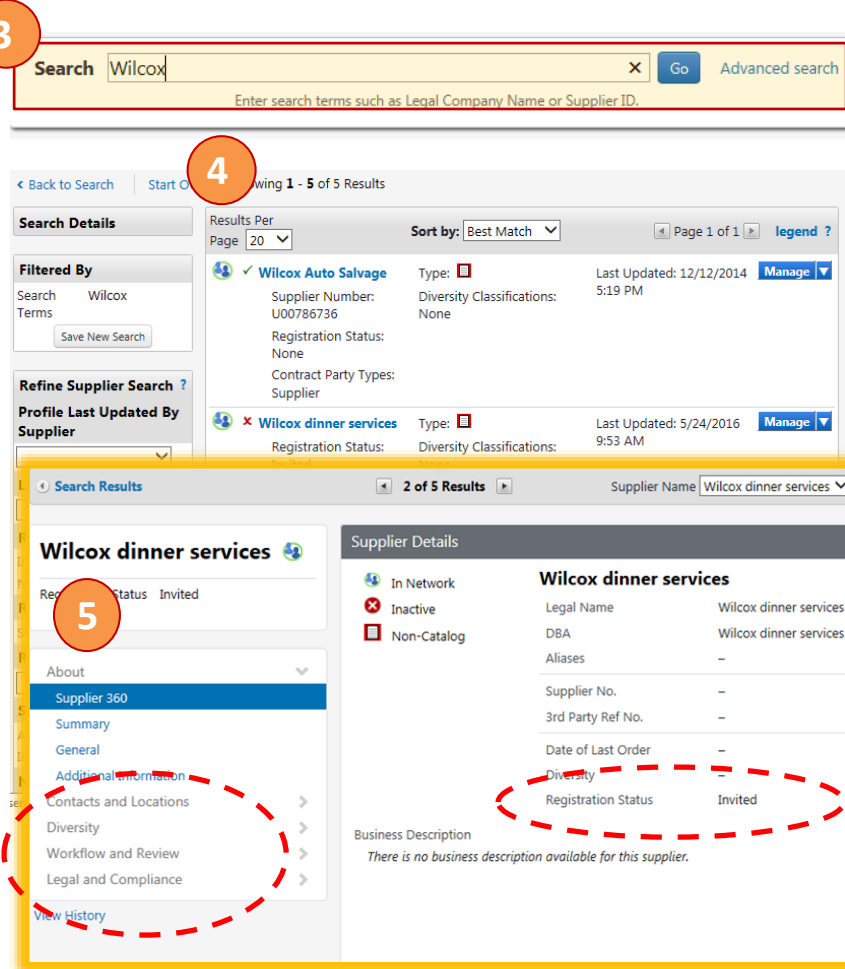 3
Search Wilcox × Go Advanced search
Enter search terms such as Legal Company Name or Supplier ID.
4
Back to Search Start O wing 1 - 5 of 5 Results
Search Details
Results Per
Page 20 Sort by: Best Match Page 1 of 1 legend ?
Filtered By
Search Wilcox
Terms
Save New Search
Refine Supplier Search ?
Profile Last Updated By
Supplier
Wilcox Auto Salvage Type: Last Updated: 12/12/2014 Manage
5:19 PM
Supplier Number: Diversity Classifications:
U00786736 None
Registration Status:
None
Contract Party Types:
Supplier
Wilcox dinner services Type: Last Updated: 5/24/2016 Manage
9:53 AM
Registration Status: Diversity Classifications:
Invited None
Search Results 2 of 5 Results Supplier Name Wilcox dinner services
Wilcox dinner services
Status Invited
5
About
Supplier 360
Summary
General
Additional Information
Contacts and Locations
Diversity
Workflow and Review
Legal and Compliance
View History
Supplier Details
In Network
Inactive
Non-Catalog
Wilcox dinner services
Legal Name Wilcox dinner services
DBA Wilcox dinner services
Aliases –
Supplier No. –
3rd Party Ref No. –
Date of Last Order –
Diversity –
Registration Status Invited
Business Description
There is no business description available for this supplier.